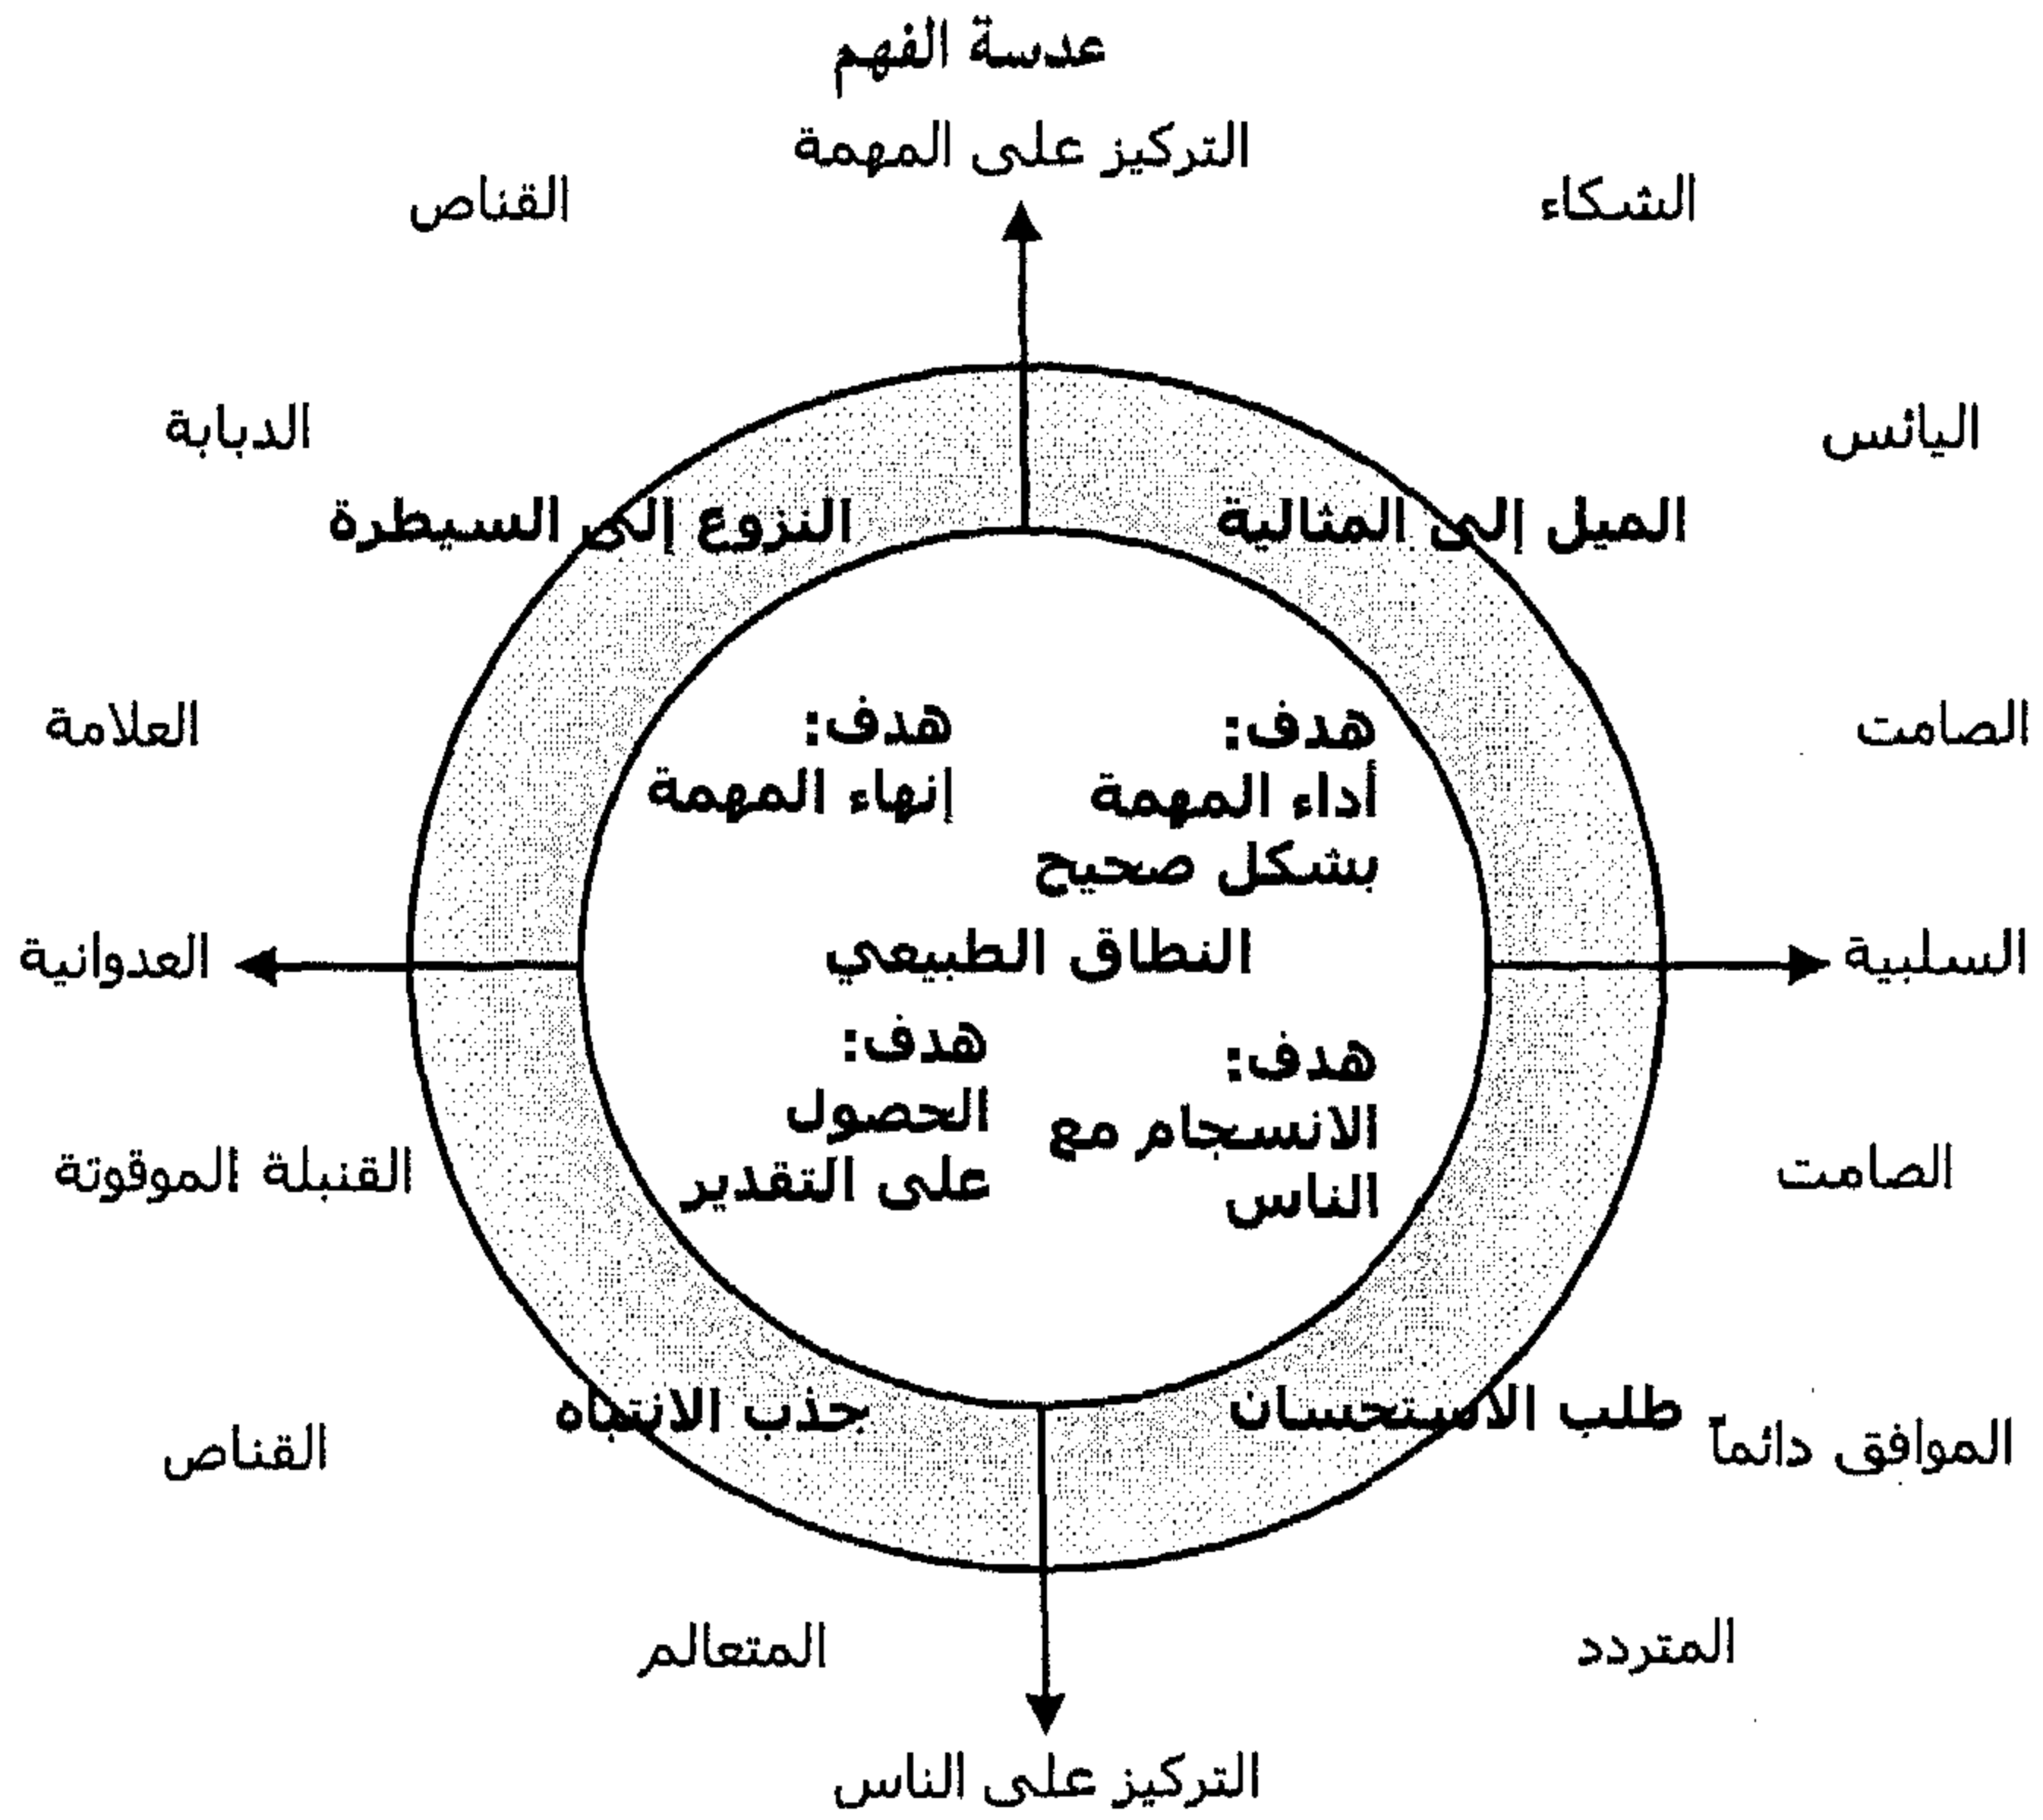 عدسة الفهم
التركيز على المهمة
الشكاء
القناص
اليائس
الدبابة
الميل إلى المثالية
النزوع إلى السيطرة
الصامت
العلامة
هدف:
أداء المهمة
بشكل صحيح
هدف:
إنهاء المهمة
السلبية
النطاق الطبيعي
العدوانية
هدف:
الانسجام مع
الناس
هدف:
الحصول
على التقدير
الصامت
القنبلة الموقوتة
الموافق دائماً
طلب الاستحسان
جذب الانتباه
القناص
المتردد
المتعالم
التركيز على الناس